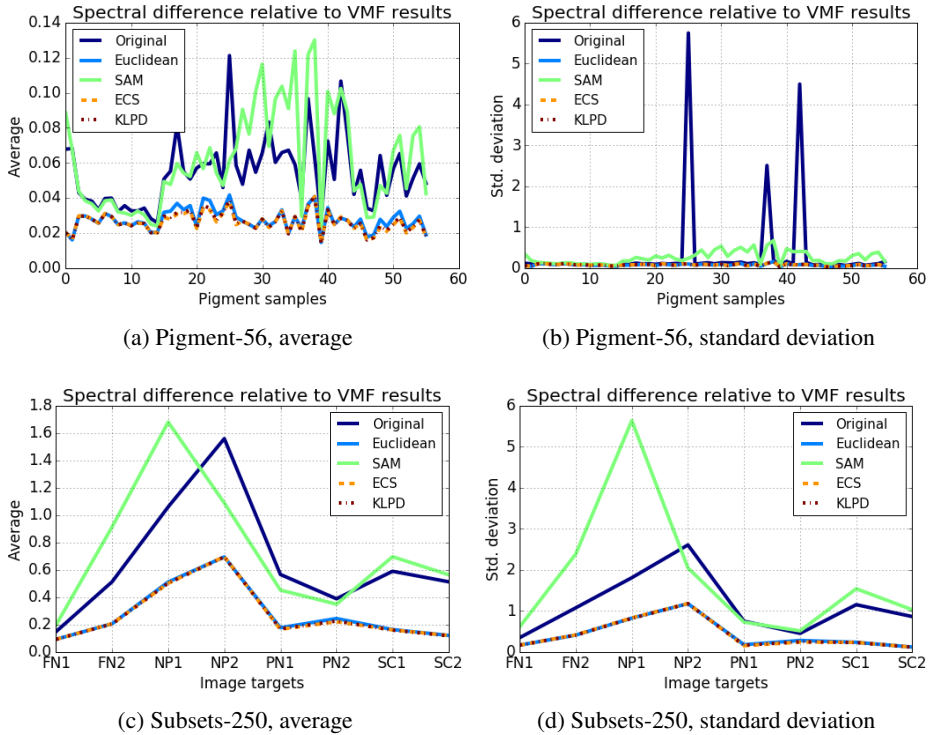 Spectral difference relative to VMF results
0.14
0.12
0.10
0.08
0.06
0.04
0.02
0.00
Average
Original
Euclidean
SAM
ECS
KLPD
0 10 20 30 40 50 60
Pigment samples
(a) Pigment-56, average
Spectral difference relative to VMF results
6
5
4
3
2
1
0
Std. deviation
Original
Euclidean
SAM
ECS
KLPD
0 10 20 30 40 50 60
Pigment samples
(b) Pigment-56, standard deviation
Spectral difference relative to VMF results
1.8
1.6
1.4
1.2
1.0
0.8
0.6
0.4
0.2
0.0
Average
Original
Euclidean
SAM
ECS
KLPD
FN1 FN2 NP1 NP2 PN1 PN2 SC1 SC2
Image targets
(c) Subsets-250, average
Spectral difference relative to VMF results
6
5
4
3
2
1
0
Std. deviation
Original
Euclidean
SAM
ECS
KLPD
FN1 FN2 NP1 NP2 PN1 PN2 SC1 SC2
Image targets
(d) Subsets-250, standard deviation